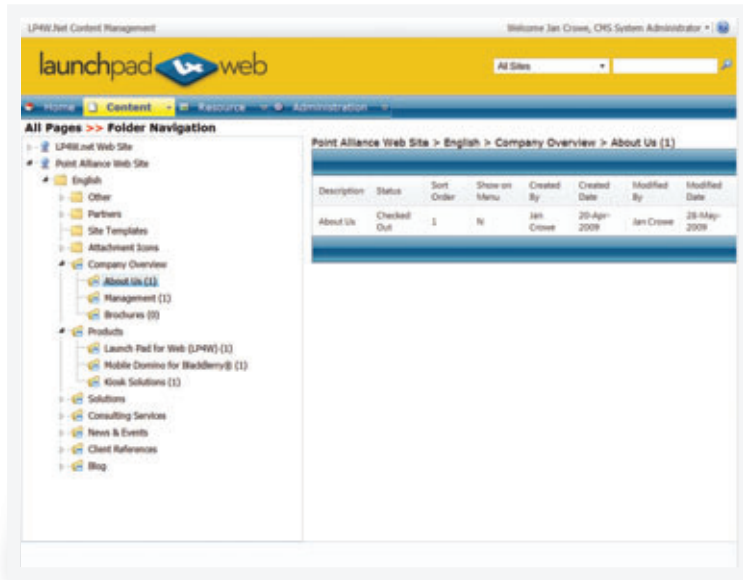 LP4W.Net Content Management
Welcome Jan Crowe, CMS System Administrator
launchpad web
All Sites
Home Content Resource Administration
All Pages >> Folder Navigation
LP4W.net Web Site
Point Alliance Web Site
English
Other
Partners
Site Templates
Attachment Icons
Company Overview
About Us (1)
Management (1)
Brochures (0)
Products
Launch Pad for Web (LP4W) (1)
Mobile Domino for BlackBerry® (1)
Kiosk Solutions (1)
Solutions
Consulting Services
News & Events
Client References
Blog
Point Alliance Web Site > English > Company Overview > About Us (1)
Description Status Sort Order Show on Menu Created By Created Date Modified By Modified Date
About Us Checked Out 1 N Jan Crowe 20-Apr-2009 Jan Crowe 28-May-2009